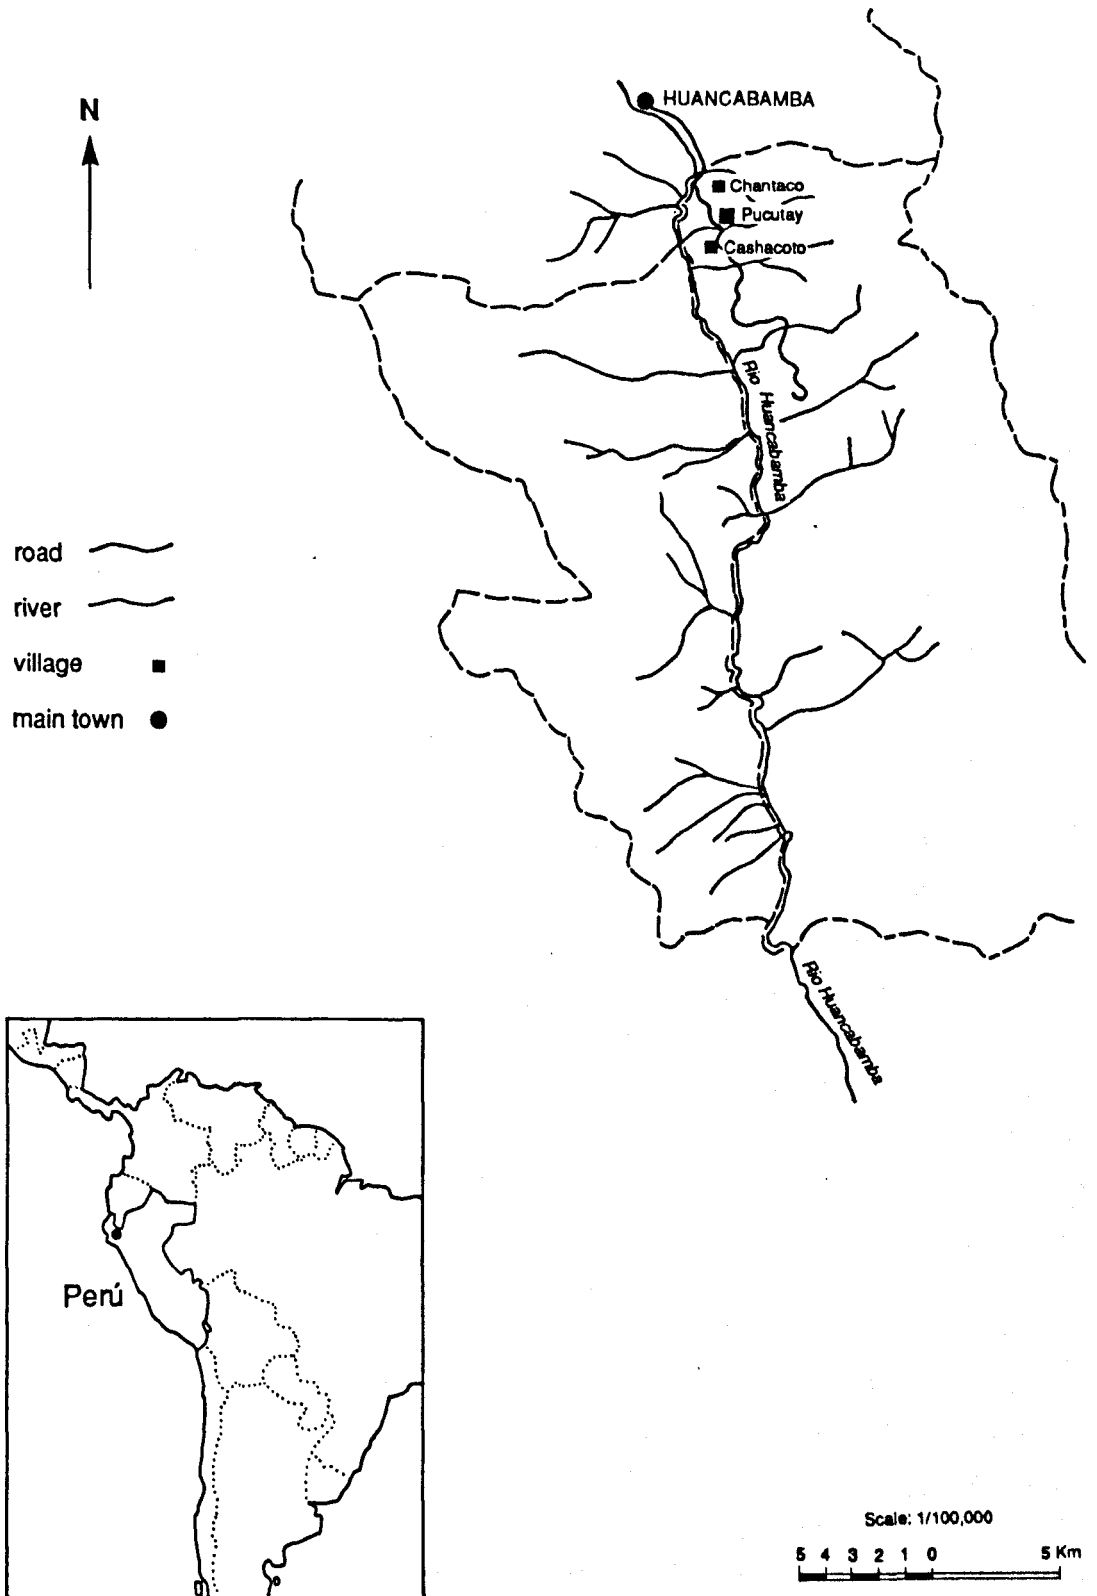 N
HUANCABAMBA
Chantaco
Pucutay
Cashacoto
Rio Huancabamba
road
river
village
main town
Rio Huancabamba
Perú
Scale: 1/100,000
5 4 3 2 1 0 5 Km